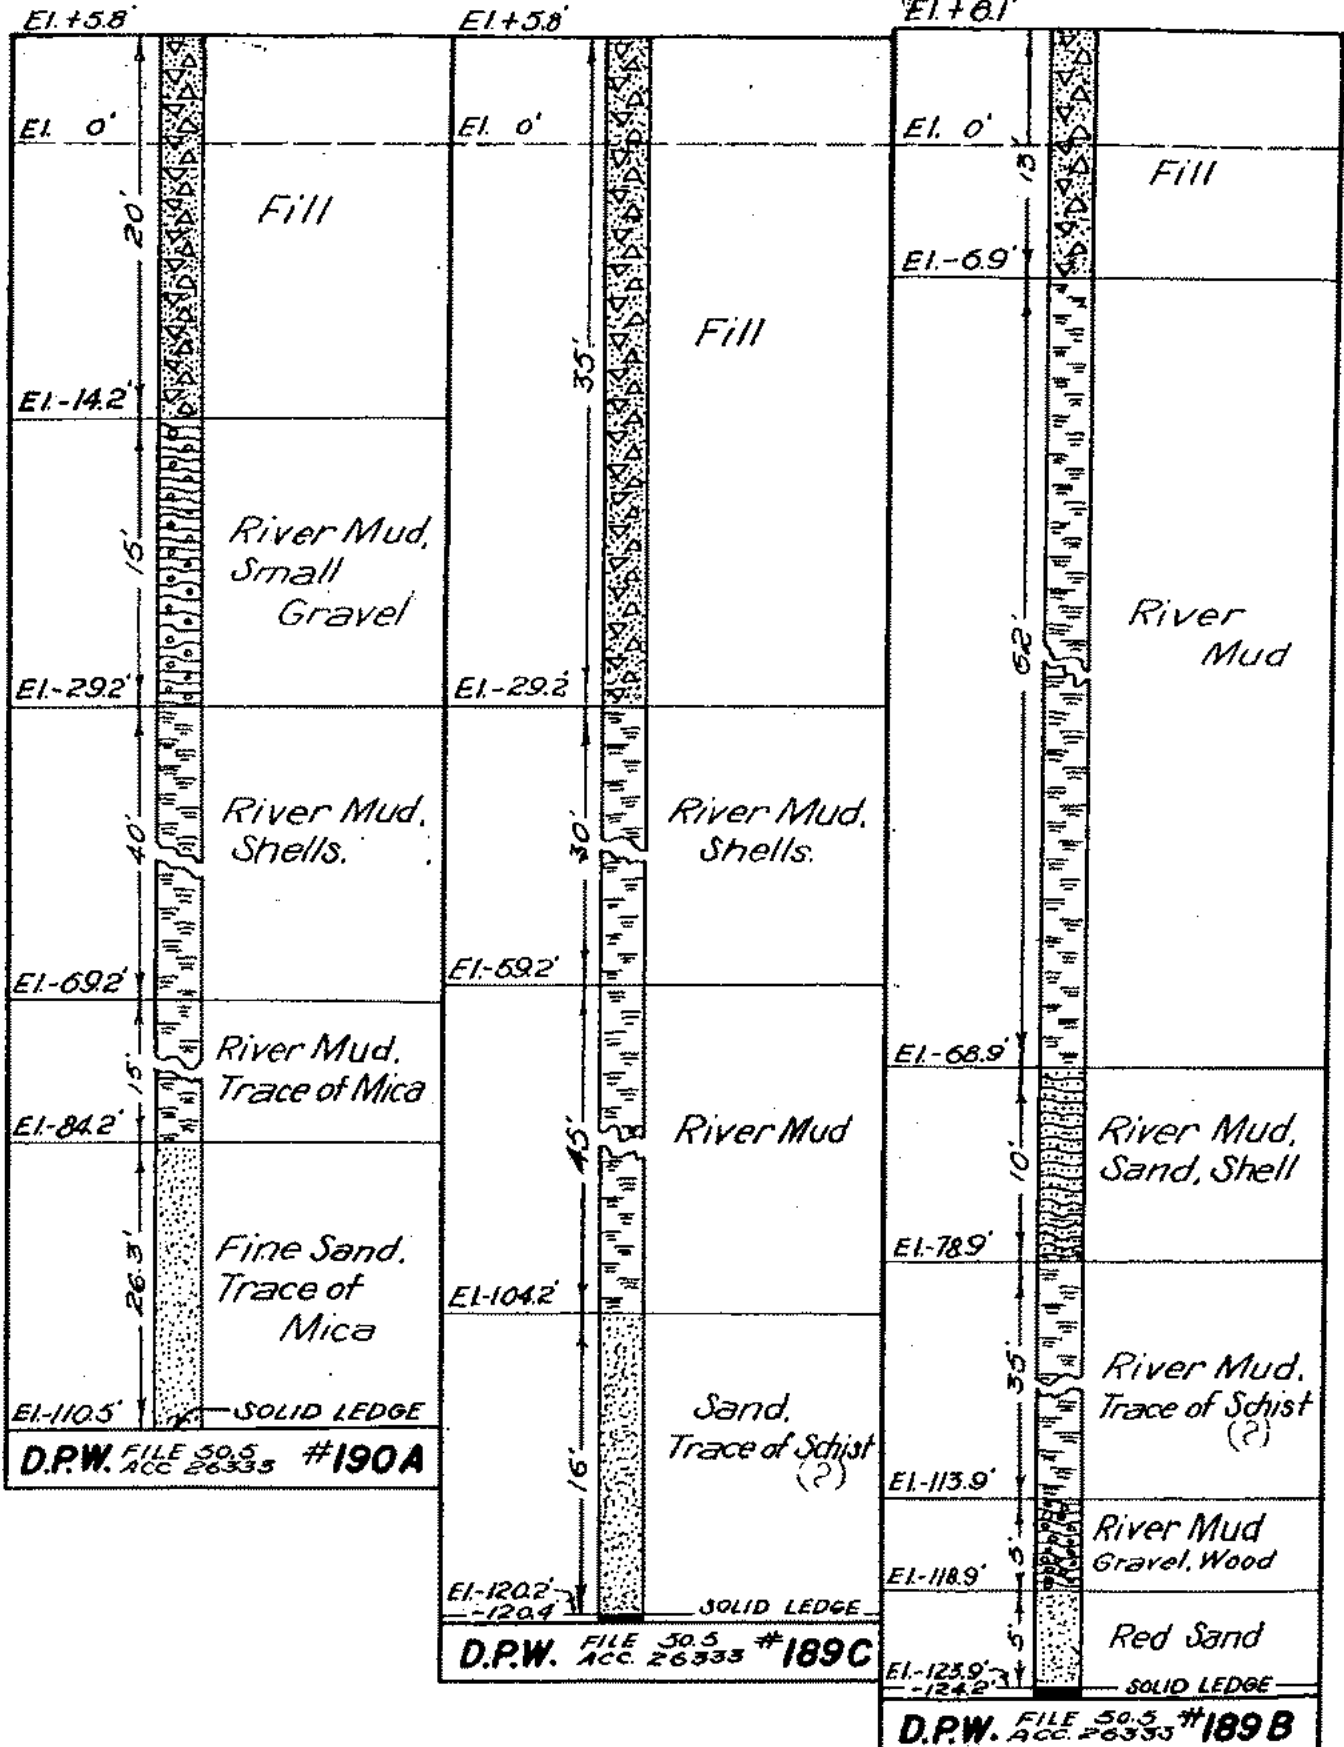 El. +5.8'
El. 0'
20'
Fill
El. -14.2'
15'
River Mud,
Small
Gravel
El. -29.2'
40'
River Mud,
Shells.
El. -69.2'
15'
River Mud.
Trace of Mica
El. -84.2'
26.3'
Fine Sand.
Trace of
Mica
El. -110.5'
SOLID LEDGE
D.P.W. FILE 50.5 #190A
ACC 26333
El. +5.8'
El. 0'
35'
Fill
El. -29.2'
30'
River Mud,
Shells.
El. -59.2'
45'
River Mud
El. -104.2'
16'
Sand.
Trace of Schist
(?)
El. -120.2'
-120.4'
SOLID LEDGE
D.P.W. FILE 50.5 #189C
ACC. 26333
El. +6.1'
El. 0'
13'
Fill
El. -6.9'
62'
River
Mud
El. -68.9'
10'
River Mud,
Sand, Shell
El. -78.9'
35'
River Mud.
Trace of Schist
(?)
El. -113.9'
5'
River Mud
Gravel, Wood
El. -118.9'
5'
Red Sand
El. -123.9'
-124.2'
SOLID LEDGE
D.P.W. FILE 50.5 #189B
ACC. 26333